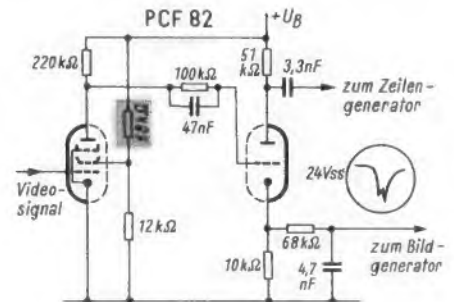 PCF 82
+UB
220kΩ
100kΩ
47nF
51
kΩ
3,3nF
zum Zeilen-
generator
24Vss
Video-
signal
12kΩ
10kΩ
68kΩ
4,7
nF
zum Bild-
generator